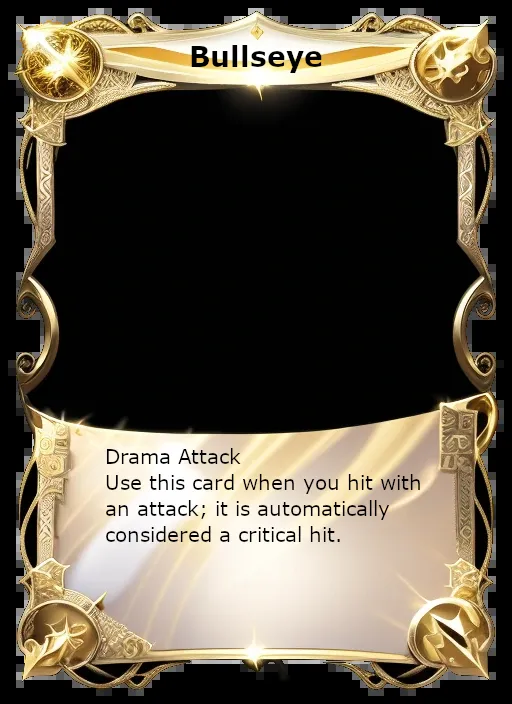 Bullseye
Drama Attack
Use this card when you hit with
an attack; it is automatically
considered a critical hit.